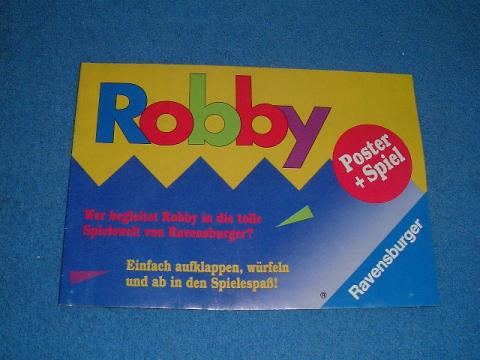 Robby
Poster
+ Spiel
Wer begleitet Robby in die tolle
Spielewelt von Ravensburger?
Einfach aufklappen, würfeln
und ab in den Spielespaß!
®
Ravensburger